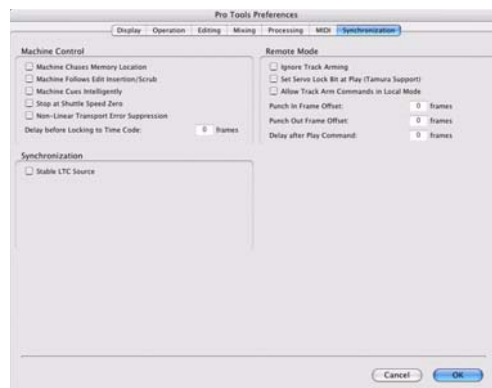 Pro Tools Preferences
Display Operation Editing Mixing Processing MIDI Synchronization
Machine Control
Machine Chases Memory Location
Machine Follows Edit Insertion/Scrub
Machine Cues Intelligently
Stop at Shuttle Speed Zero
Non-Linear Transport Error Suppression
Delay before Locking to Time Code: 0 frames
Remote Mode
Ignore Track Arming
Set Servo Lock Bit at Play (Tamura Support)
Allow Track Arm Commands in Local Mode
Punch In Frame Offset: 0 frames
Punch Out Frame Offset: 0 frames
Delay after Play Command: 0 frames
Synchronization
Stable LTC Source
Cancel OK